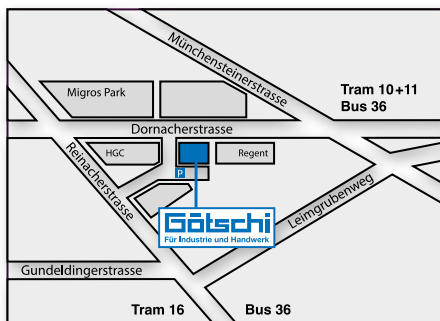 Münchensteinerstrasse
Tram 10+11
Bus 36
Migros Park
Dornacherstrasse
HGC
Regent
P
Reinacherstrasse
Leimgrubenweg
Götschi
Für Industrie und Handwerk
Gundeldingerstrasse
Tram 16
Bus 36